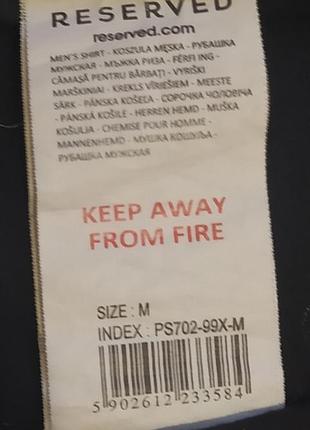 RESERVED
reserved.com
MEN'S SHIRT - KOSZULA MĘSKA - РУБАШКА
МУЖСКАЯ - МЪЖКА РИЗА - FÉRFI ING -
CĂMAŞĂ PENTRU BĂRBAŢI - VYRIŠKI
MARŠKINIAI - KREKLS VĪRIEŠIEM - MEESTE
SÄRK - PÁNSKA KOŠEĽA - СОРОЧКА ЧОЛОВІЧА
- PÁNSKÁ KOŠILE - HERREN HEMD - MUŠKA
KOŠULJA - CHEMISE POUR HOMME -
MANNENHEMD - МУШКА КОШУЉА -
РУБАШКА МУЖСКАЯ
KEEP AWAY
FROM FIRE
SIZE : M
INDEX : PS702-99X-M
5 902612 233584